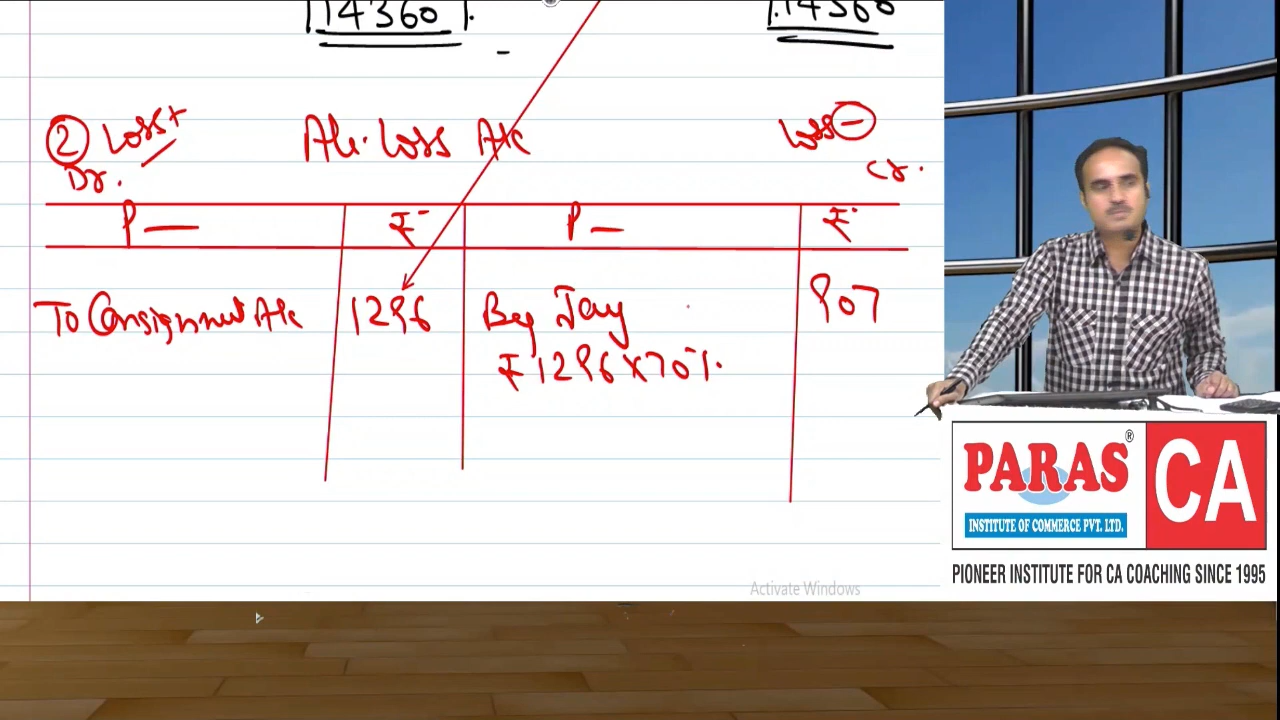 14360 14360
② Loss+ Ab. Loss A/c Loss ⊖
Dr. Cr.
P— ₹ P— ₹
To Consignment A/c 1296 By Jay 907
₹1296×70%
PARAS®
CA
INSTITUTE OF COMMERCE PVT. LTD.
PIONEER INSTITUTE FOR CA COACHING SINCE 1995
Activate Windows